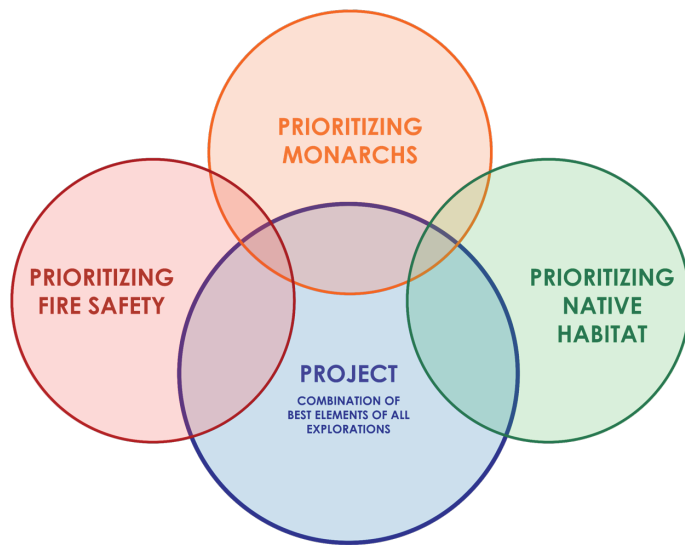 PRIORITIZING
MONARCHS
PRIORITIZING
FIRE SAFETY
PRIORITIZING
NATIVE
HABITAT
PROJECT
COMBINATION OF
BEST ELEMENTS OF ALL
EXPLORATIONS